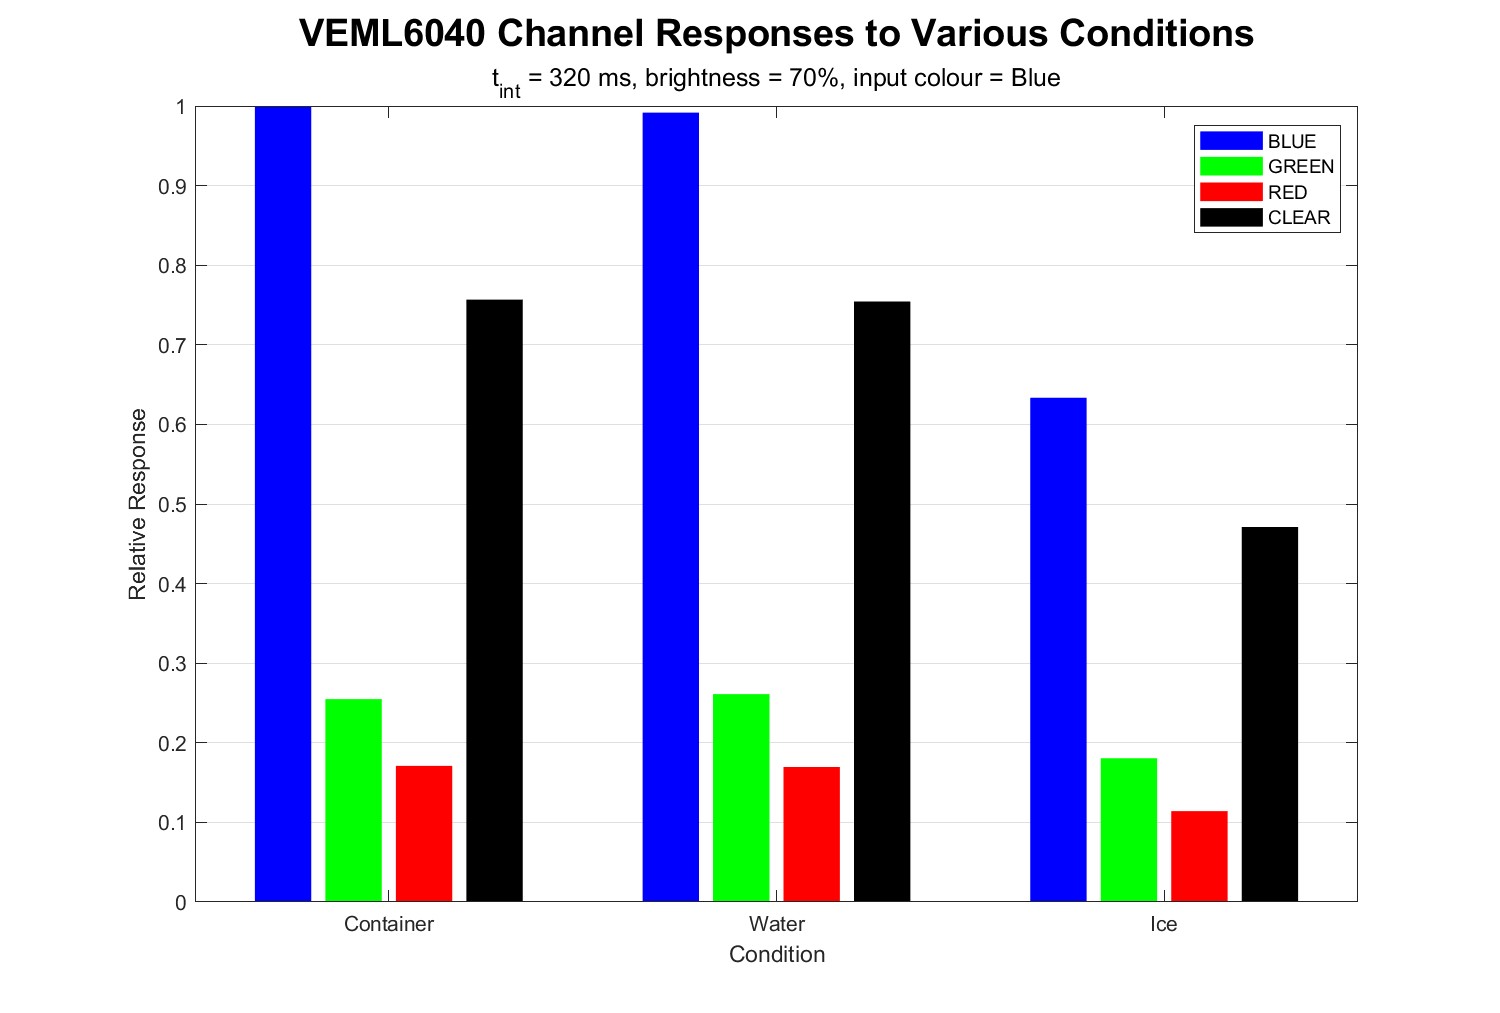 VEML6040 Channel Responses to Various Conditions
tint = 320 ms, brightness = 70%, input colour = Blue
1
0.9
0.8
0.7
0.6
0.5
0.4
0.3
0.2
0.1
0
Relative Response
BLUE
GREEN
RED
CLEAR
Container Water Ice
Condition